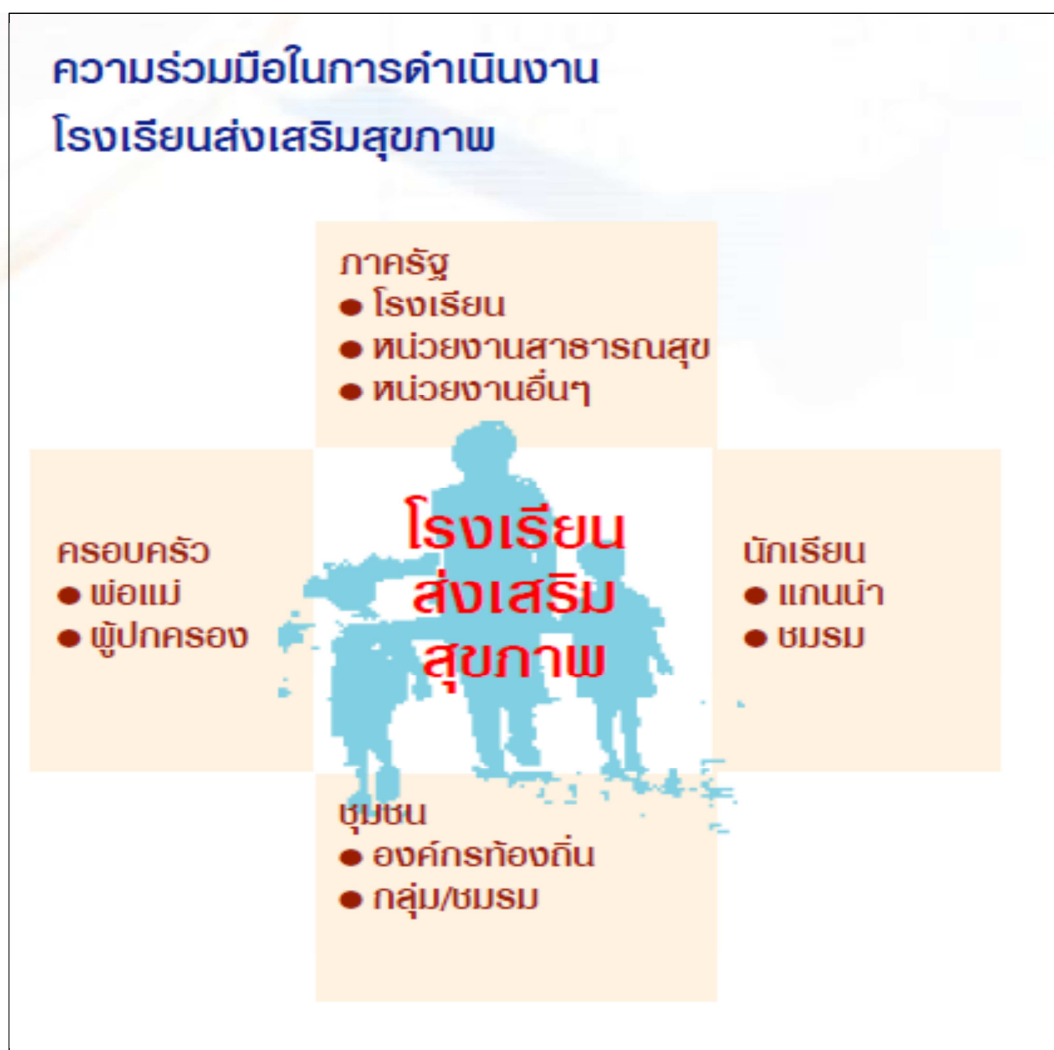 ความร่วมมือในการดำเนินงาน
โรงเรียนส่งเสริมสุขภาพ
ภาครัฐ
● โรงเรียน
● หน่วยงานสาธารณสุข
● หน่วยงานอื่นๆ
ครอบครัว
● พ่อแม่
● ผู้ปกครอง
โรงเรียน
ส่งเสริม
สุขภาพ
นักเรียน
● แกนนำ
● ชมรม
ชุมชน
● องค์กรท้องถิ่น
● กลุ่ม/ชมรม